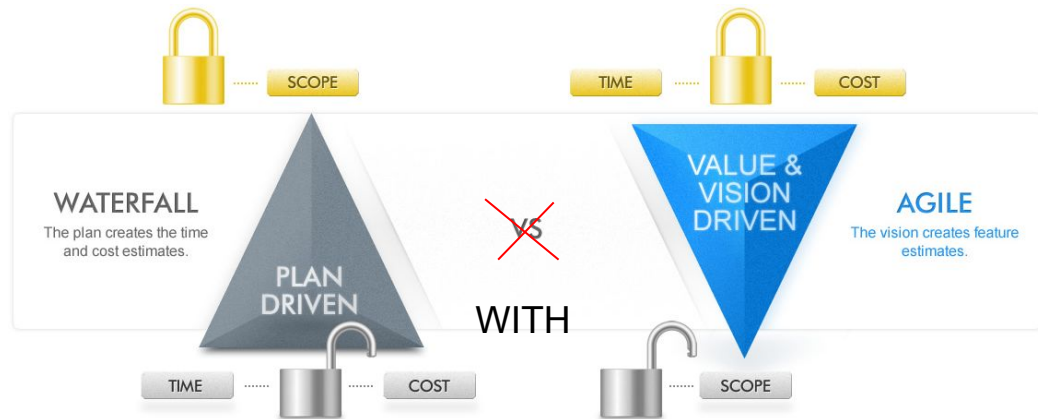 SCOPE
TIME
COST
WATERFALL
The plan creates the time
and cost estimates.
PLAN
DRIVEN
VS
WITH
VALUE &
VISION
DRIVEN
AGILE
The vision creates feature
estimates.
TIME
COST
SCOPE